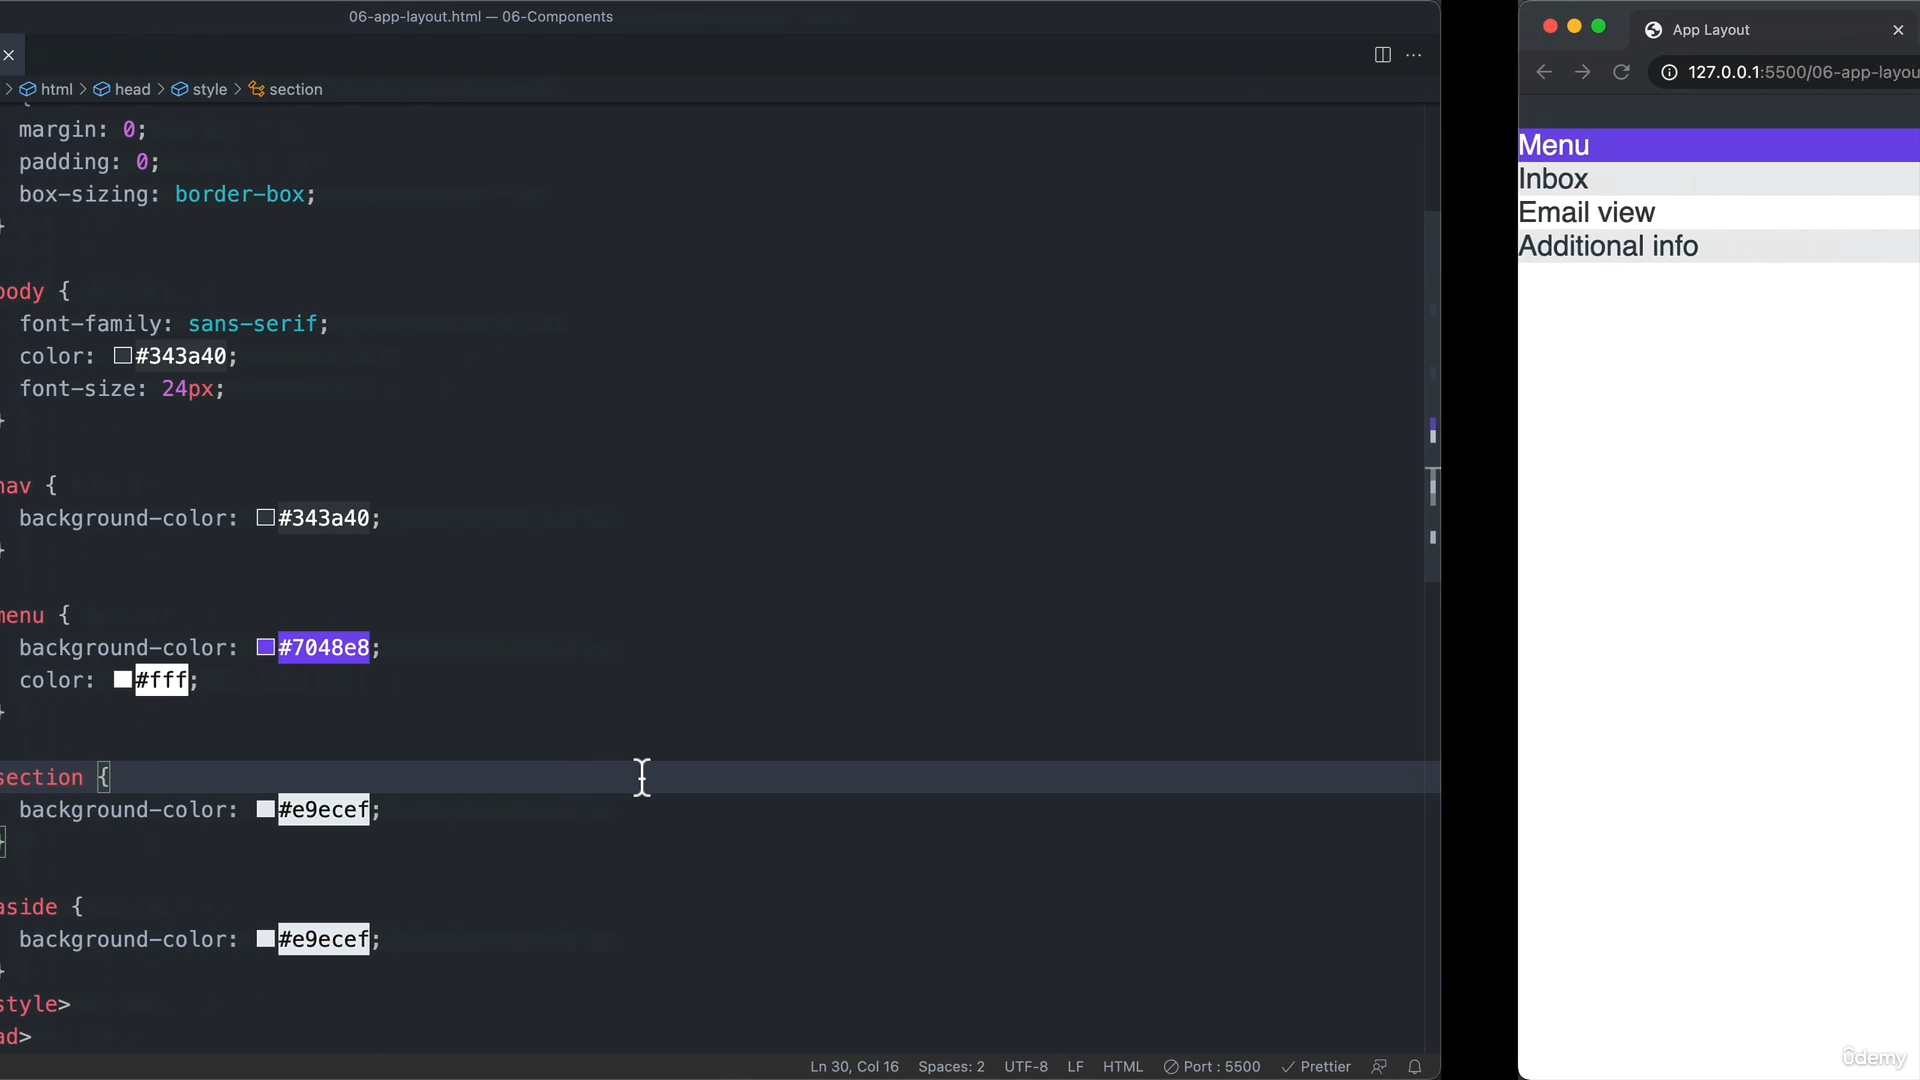 06-app-layout.html — 06-Components
html head style section
margin: 0;
padding: 0;
box-sizing: border-box;
}
body {
font-family: sans-serif;
color: #343a40;
font-size: 24px;
}
nav {
background-color: #343a40;
}
menu {
background-color: #7048e8;
color: #fff;
}
section {
background-color: #e9ecef;
}
aside {
background-color: #e9ecef;
}
style>
ad>
Ln 30, Col 16 Spaces: 2 UTF-8 LF HTML Port : 5500 Prettier
App Layout
127.0.0.1:5500/06-app-layou
Menu
Inbox
Email view
Additional info
ûdemy